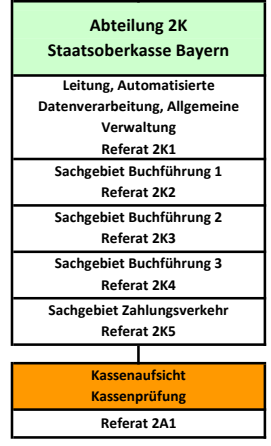 Abteilung 2K
Staatsoberkasse Bayern
Leitung, Automatisierte
Datenverarbeitung, Allgemeine
Verwaltung
Referat 2K1
Sachgebiet Buchführung 1
Referat 2K2
Sachgebiet Buchführung 2
Referat 2K3
Sachgebiet Buchführung 3
Referat 2K4
Sachgebiet Zahlungsverkehr
Referat 2K5
Kassenaufsicht
Kassenprüfung
Referat 2A1